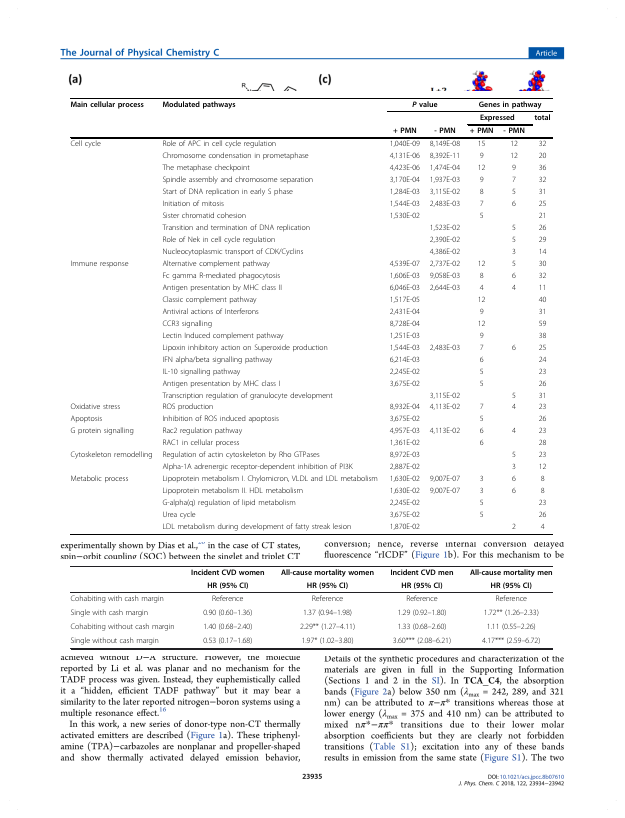 The Journal of Physical Chemistry C
Article
(a)
(c)
R
Main cellular process Modulated pathways P value Genes in pathway
Expressed total
+ PMN - PMN + PMN - PMN
Cell cycle Role of APC in cell cycle regulation 1,040E-09 8,149E-08 15 12 32
Chromosome condensation in prometaphase 4,131E-06 8,392E-11 9 12 20
The metaphase checkpoint 4,423E-06 1,474E-04 12 9 36
Spindle assembly and chromosome separation 3,170E-04 1,937E-03 9 7 32
Start of DNA replication in early S phase 1,284E-03 3,115E-02 8 5 31
Initiation of mitosis 1,544E-03 2,483E-03 7 6 25
Sister chromatid cohesion 1,530E-02 5 21
Transition and termination of DNA replication 1,523E-02 5 26
Role of Nek in cell cycle regulation 2,390E-02 5 29
Nucleocytoplasmic transport of CDK/Cyclins 4,386E-02 3 14
Immune response Alternative complement pathway 4,539E-07 2,737E-02 12 5 30
Fc gamma R-mediated phagocytosis 1,606E-03 9,058E-03 8 6 32
Antigen presentation by MHC class II 6,046E-03 2,644E-03 4 4 11
Classic complement pathway 1,517E-05 12 40
Antiviral actions of Interferons 2,431E-04 9 31
CCR3 signalling 8,728E-04 12 59
Lectin Induced complement pathway 1,251E-03 9 38
Lipoxin inhibitory action on Superoxide production 1,544E-03 2,483E-03 7 6 25
IFN alpha/beta signalling pathway 6,214E-03 6 24
IL-10 signalling pathway 2,245E-02 5 23
Antigen presentation by MHC class I 3,675E-02 5 26
Transcription regulation of granulocyte development 3,115E-02 5 31
Oxidative stress ROS production 8,932E-04 4,113E-02 7 4 23
Apoptosis Inhibition of ROS induced apoptosis 3,675E-02 5 26
G protein signalling Rac2 regulation pathway 4,957E-03 4,113E-02 6 4 23
RAC1 in cellular process 1,361E-02 6 28
Cytoskeleton remodelling Regulation of actin cytoskeleton by Rho GTPases 8,972E-03 5 23
Alpha-1A adrenergic receptor-dependent inhibition of PI3K 2,887E-02 3 12
Metabolic process Lipoprotein metabolism I. Chylomicron, VLDL and LDL metabolism 1,630E-02 9,007E-07 3 6 8
Lipoprotein metabolism II. HDL metabolism 1,630E-02 9,007E-07 3 6 8
G-alpha(q) regulation of lipid metabolism 2,245E-02 5 23
Urea cycle 3,675E-02 5 26
LDL metabolism during development of fatty streak lesion 1,870E-02 2 4
experimentally shown by Dias et al., in the case of CT states,
spin−orbit coupling (SOC) between the singlet and triplet CT
conversion; hence, reverse internal conversion delayed
fluorescence "rICDF" (Figure 1b). For this mechanism to be
Incident CVD women All-cause mortality women Incident CVD men All-cause mortality men
HR (95% CI) HR (95% CI) HR (95% CI) HR (95% CI)
Cohabiting with cash margin Reference Reference Reference Reference
Single with cash margin 0.90 (0.60–1.36) 1.37 (0.94–1.98) 1.29 (0.92–1.80) 1.72** (1.26–2.33)
Cohabiting without cash margin 1.40 (0.68–2.40) 2.29** (1.27–4.11) 1.33 (0.68–2.60) 1.11 (0.55–2.26)
Single without cash margin 0.53 (0.17–1.68) 1.97* (1.02–3.80) 3.60*** (2.08–6.21) 4.17*** (2.59–6.72)
achieved without D−A structure. However, the molecule
reported by Li et al. was planar and no mechanism for the
TADF process was given. Instead, they euphemistically called
it a "hidden, efficient TADF pathway" but it may bear a
similarity to the later reported nitrogen−boron systems using a
multiple resonance effect.16
In this work, a new series of donor-type non-CT thermally
activated emitters are described (Figure 1a). These triphenyl-
amine (TPA)−carbazoles are nonplanar and propeller-shaped
and show thermally activated delayed emission behavior,
Details of the synthetic procedures and characterization of the
materials are given in full in the Supporting Information
(Sections 1 and 2 in the SI). In TCA_C4, the absorption
bands (Figure 2a) below 350 nm (λmax = 242, 289, and 321
nm) can be attributed to π−π* transitions whereas those at
lower energy (λmax = 375 and 410 nm) can be attributed to
mixed nπ*−ππ* transitions due to their lower molar
absorption coefficients but they are clearly not forbidden
transitions (Table S1); excitation into any of these bands
results in emission from the same state (Figure S1). The two
23935
DOI: 10.1021/acs.jpcc.8b07610
J. Phys. Chem. C 2018, 122, 23934−23942